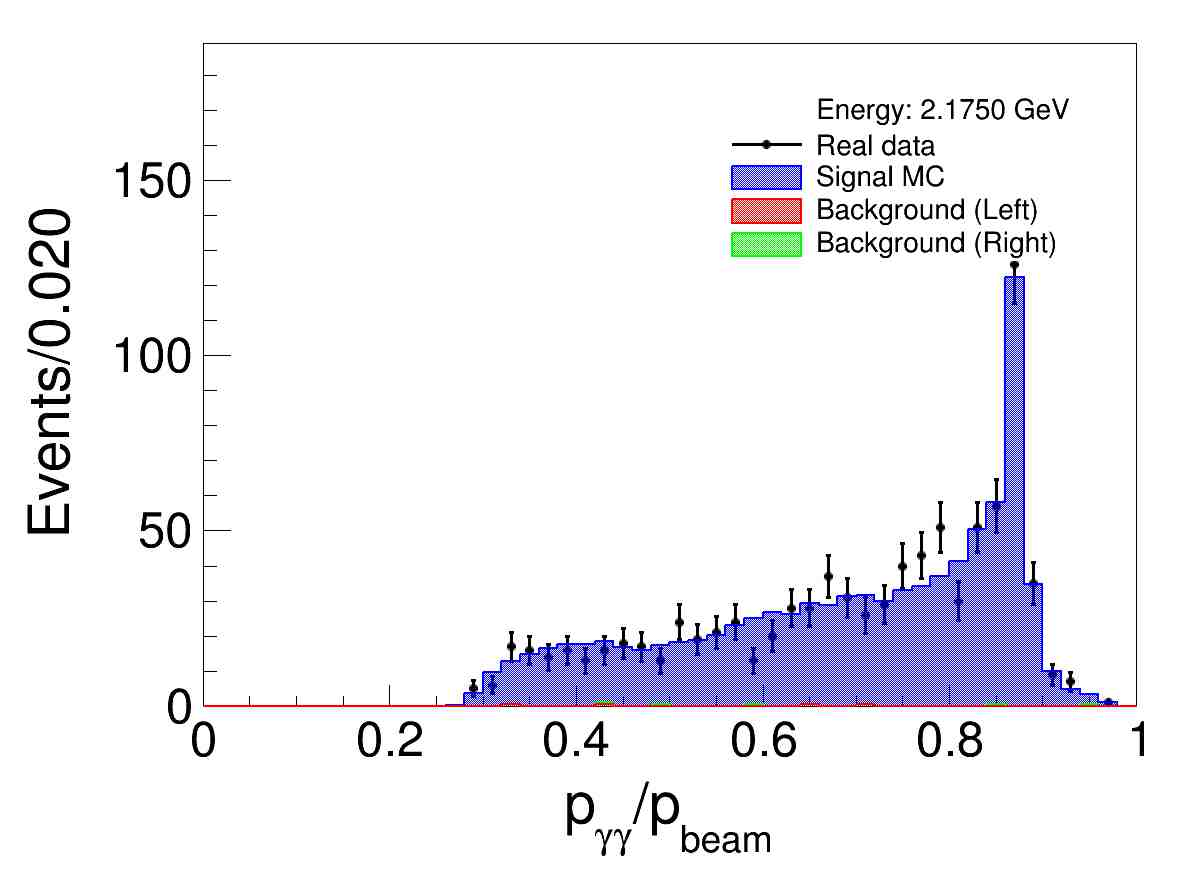 Energy: 2.1750 GeV
Real data
Signal MC
Background (Left)
Background (Right)
Events/0.020
150
100
50
0
0 0.2 0.4 0.6 0.8 1
pγγ/pbeam